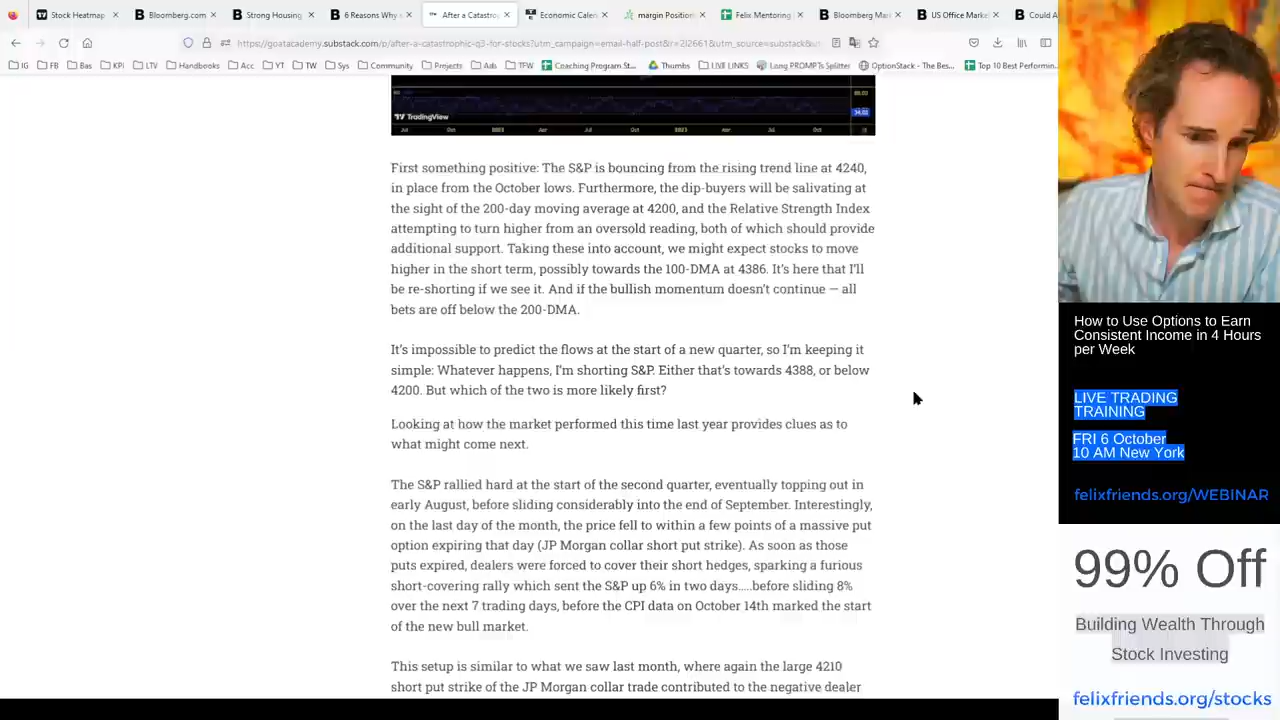 Stock Heatmap
Bloomberg.com
Strong Housing
6 Reasons Why
After a Catastro
Economic Calen
margin Position
Felix Mentoring
Bloomberg Mar
US Office Market
Could A
https://goatacademy.substack.com/p/after-a-catastrophic-q3-for-stocks?utm_campaign=email-half-post&r=2l2661&utm_source=substack&ut
IG
FB
Bas
KPI
LTV
Handbooks
Acc
YT
TW
Sys
Community
Projects
Ads
TFW
Coaching Program St...
Thumbs
LIVE LINKS
Long PROMPTs Splitter
OptionStack - The Bes...
Top 10 Best Performin...
TradingView
Jul Oct 2022 Apr Jul Oct 2023 Apr Jul Oct
First something positive: The S&P is bouncing from the rising trend line at 4240,
in place from the October lows. Furthermore, the dip-buyers will be salivating at
the sight of the 200-day moving average at 4200, and the Relative Strength Index
attempting to turn higher from an oversold reading, both of which should provide
additional support. Taking these into account, we might expect stocks to move
higher in the short term, possibly towards the 100-DMA at 4386. It's here that I'll
be re-shorting if we see it. And if the bullish momentum doesn't continue — all
bets are off below the 200-DMA.
It's impossible to predict the flows at the start of a new quarter, so I'm keeping it
simple: Whatever happens, I'm shorting S&P. Either that's towards 4388, or below
4200. But which of the two is more likely first?
Looking at how the market performed this time last year provides clues as to
what might come next.
The S&P rallied hard at the start of the second quarter, eventually topping out in
early August, before sliding considerably into the end of September. Interestingly,
on the last day of the month, the price fell to within a few points of a massive put
option expiring that day (JP Morgan collar short put strike). As soon as those
puts expired, dealers were forced to cover their short hedges, sparking a furious
short-covering rally which sent the S&P up 6% in two days.....before sliding 8%
over the next 7 trading days, before the CPI data on October 14th marked the start
of the new bull market.
This setup is similar to what we saw last month, where again the large 4210
short put strike of the JP Morgan collar trade contributed to the negative dealer
How to Use Options to Earn
Consistent Income in 4 Hours
per Week
LIVE TRADING
TRAINING
FRI 6 October
10 AM New York
felixfriends.org/WEBINAR
99% Off
Building Wealth Through
Stock Investing
felixfriends.org/stocks